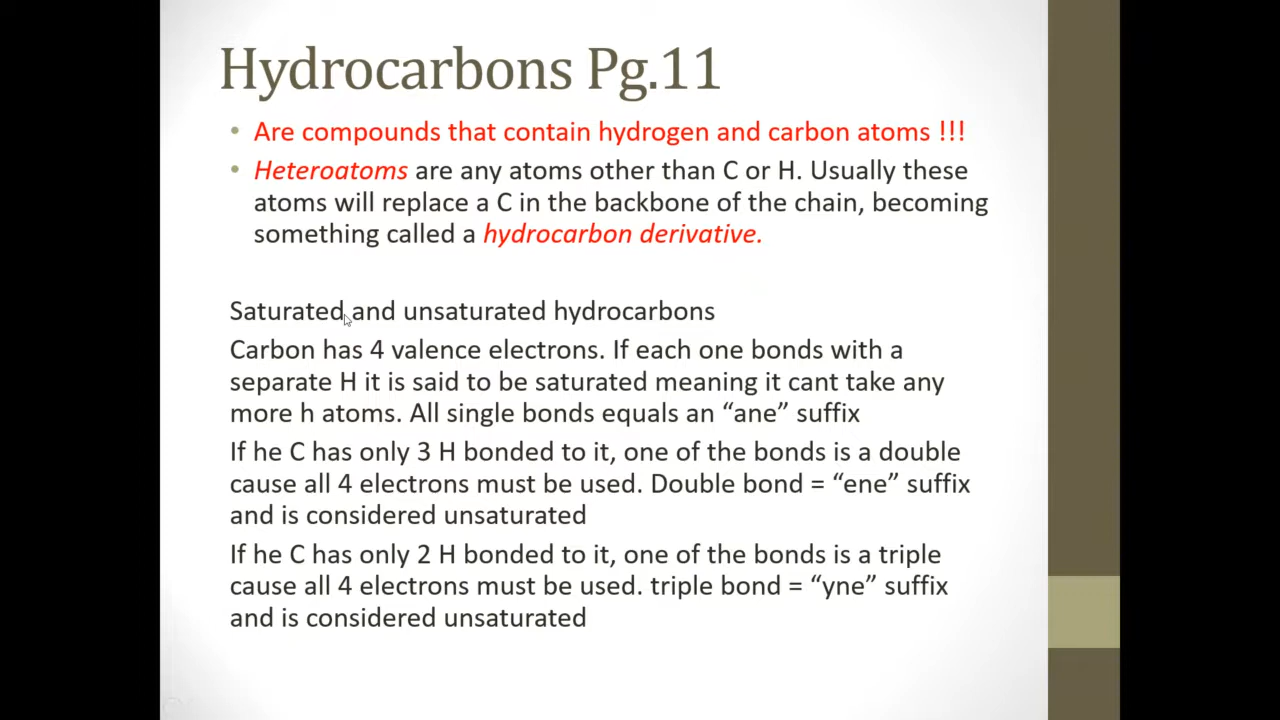 Hydrocarbons Pg.11
• Are compounds that contain hydrogen and carbon atoms !!!
• Heteroatoms are any atoms other than C or H. Usually these
atoms will replace a C in the backbone of the chain, becoming
something called a hydrocarbon derivative.
Saturated and unsaturated hydrocarbons
Carbon has 4 valence electrons. If each one bonds with a
separate H it is said to be saturated meaning it cant take any
more h atoms. All single bonds equals an “ane” suffix
If he C has only 3 H bonded to it, one of the bonds is a double
cause all 4 electrons must be used. Double bond = “ene” suffix
and is considered unsaturated
If he C has only 2 H bonded to it, one of the bonds is a triple
cause all 4 electrons must be used. triple bond = “yne” suffix
and is considered unsaturated